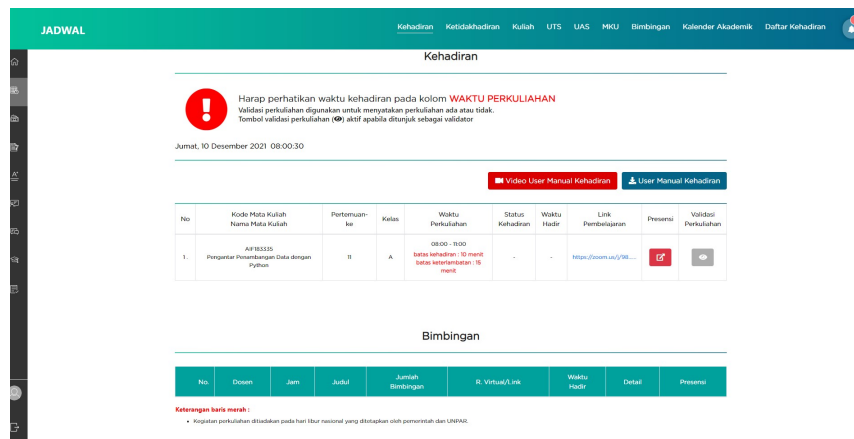 JADWAL
Kehadiran Ketidakhadiran Kuliah UTS UAS MKU Bimbingan Kalender Akademik Daftar Kehadiran
Kehadiran
Harap perhatikan waktu kehadiran pada kolom WAKTU PERKULIAHAN
Validasi perkuliahan digunakan untuk menyatakan perkuliahan ada atau tidak.
Tombol validasi perkuliahan () aktif apabila ditunjuk sebagai validator
Jumat, 10 Desember 2021 08:00:30
Video User Manual Kehadiran User Manual Kehadiran
No
Kode Mata Kuliah
Nama Mata Kuliah
Pertemuan-
ke
Kelas
Waktu
Perkuliahan
Status
Kehadiran
Waktu
Hadir
Link
Pembelajaran
Presensi
Validasi
Perkuliahan
1.
AIF183335
Pengantar Penambangan Data dengan
Python
11
A
08:00 - 11:00
batas kehadiran : 10 menit
batas keterlambatan : 15
menit
-
-
https://zoom.us/j/98.....
Bimbingan
No.
Dosen
Jam
Judul
Jumlah
Bimbingan
R. Virtual/Link
Waktu
Hadir
Detail
Presensi
Keterangan baris merah :
• Kegiatan perkuliahan ditiadakan pada hari libur nasional yang ditetapkan oleh pemerintah dan UNPAR.